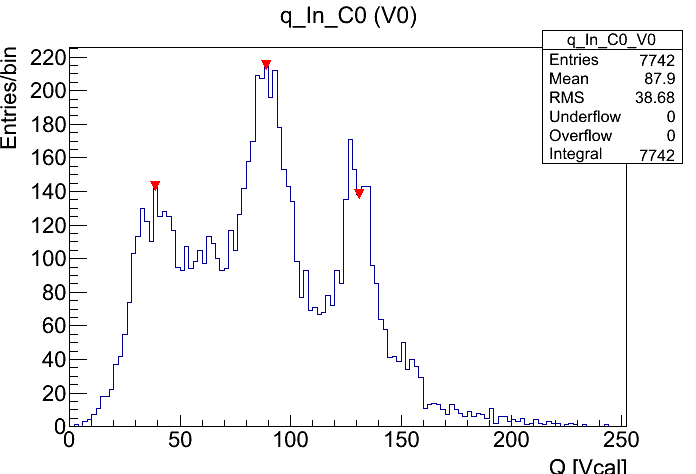 q_In_C0 (V0)
q_In_C0_V0
Entries 7742
Mean 87.9
RMS 38.68
Underflow 0
Overflow 0
Integral 7742
Entries/bin
220
200
180
160
140
120
100
80
60
40
20
0
0 50 100 150 200 250
Q [Vcal]